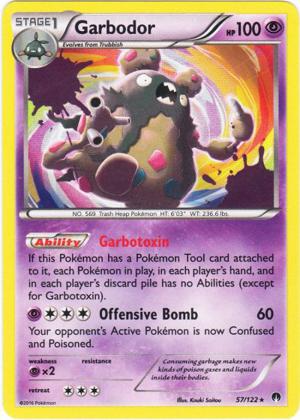 STAGE1
Garbodor
HP 100
Evolves from Trubbish
NO. 569 Trash Heap Pokémon HT: 6'03" WT: 236.6 lbs.
Ability Garbotoxin
If this Pokémon has a Pokémon Tool card attached
to it, each Pokémon in play, in each player's hand, and
in each player's discard pile has no Abilities (except
for Garbotoxin).
Offensive Bomb 60
Your opponent's Active Pokémon is now Confused
and Poisoned.
weakness resistance
×2
retreat
Consuming garbage makes new
kinds of poison gases and liquids
inside their bodies.
©2016 Pokémon
Illus. Kouki Saitou
57/122 ★